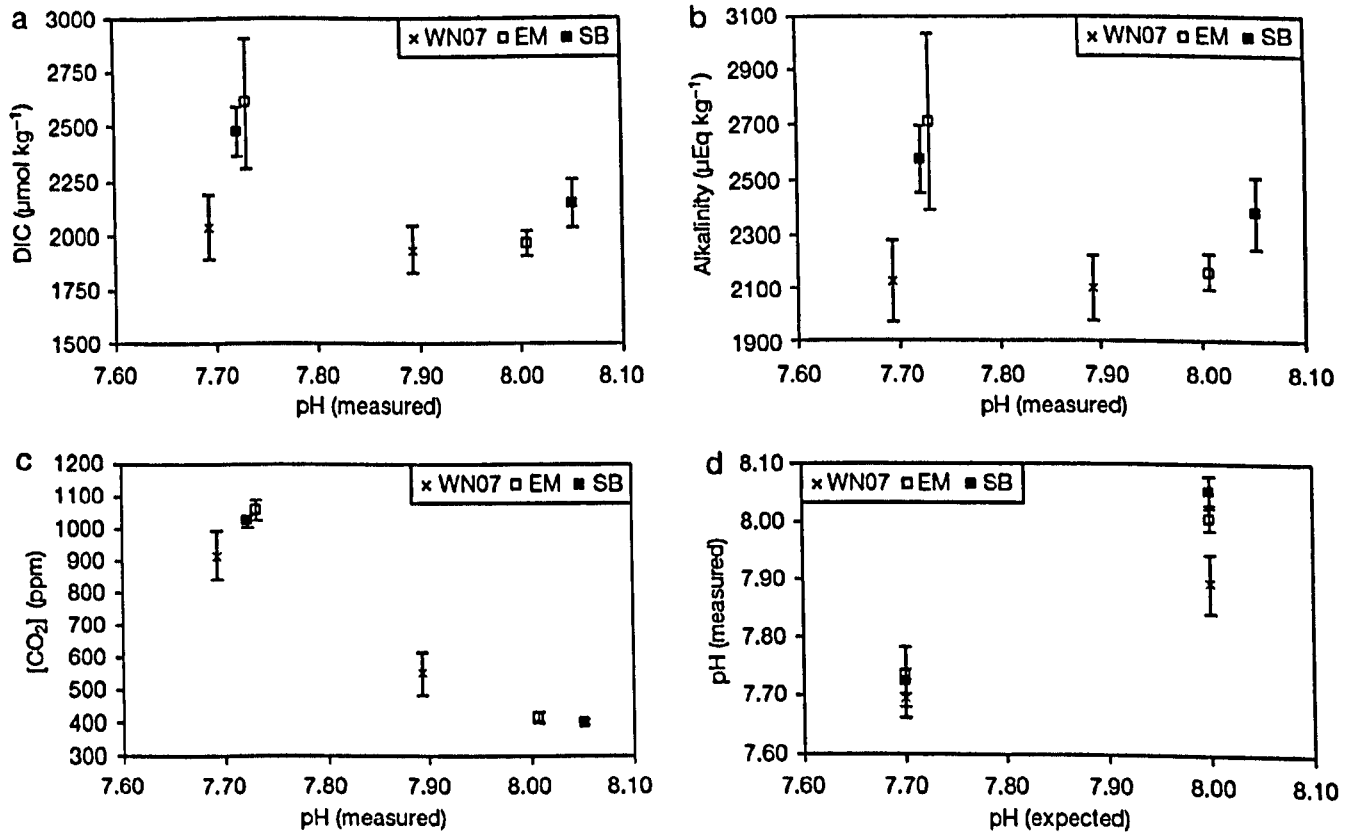 a
3000
2750
2500
2250
2000
1750
1500
DIC (µmol kg⁻¹)
× WN07 □ EM ■ SB
7.60 7.70 7.80 7.90 8.00 8.10
pH (measured)
b
3100
2900
2700
2500
2300
2100
1900
Alkalinity (µEq kg⁻¹)
× WN07 □ EM ■ SB
7.60 7.70 7.80 7.90 8.00 8.10
pH (measured)
c
1200
1100
1000
900
800
700
600
500
400
300
[CO₂] (ppm)
× WN07 □ EM ■ SB
7.60 7.70 7.80 7.90 8.00 8.10
pH (measured)
d
8.10
8.00
7.90
7.80
7.70
7.60
pH (measured)
× WN07 □ EM ■ SB
7.60 7.70 7.80 7.90 8.00 8.10
pH (expected)